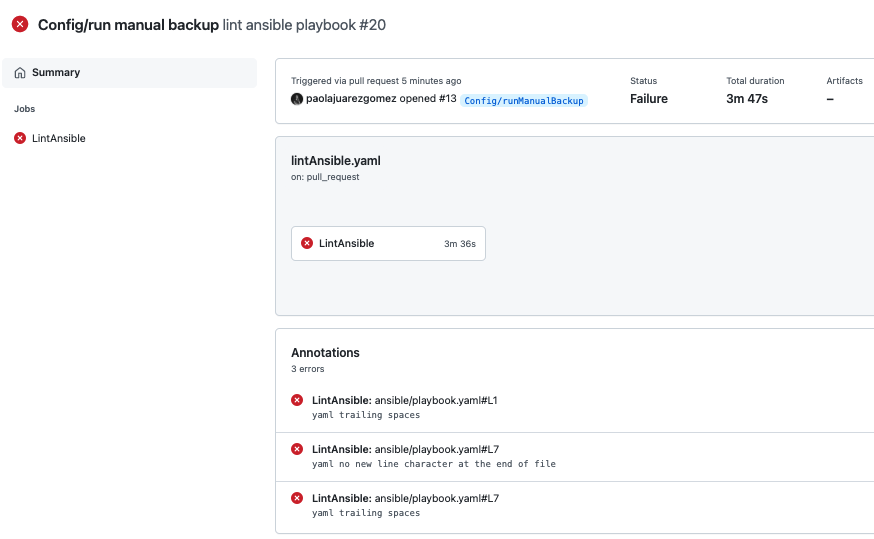 Config/run manual backup lint ansible playbook #20
Summary
Jobs
LintAnsible
Triggered via pull request 5 minutes ago
paolajuarezgomez opened #13 Config/runManualBackup
Status
Failure
Total duration
3m 47s
Artifacts
–
lintAnsible.yaml
on: pull_request
LintAnsible 3m 36s
Annotations
3 errors
LintAnsible: ansible/playbook.yaml#L1
yaml trailing spaces
LintAnsible: ansible/playbook.yaml#L7
yaml no new line character at the end of file
LintAnsible: ansible/playbook.yaml#L7
yaml trailing spaces